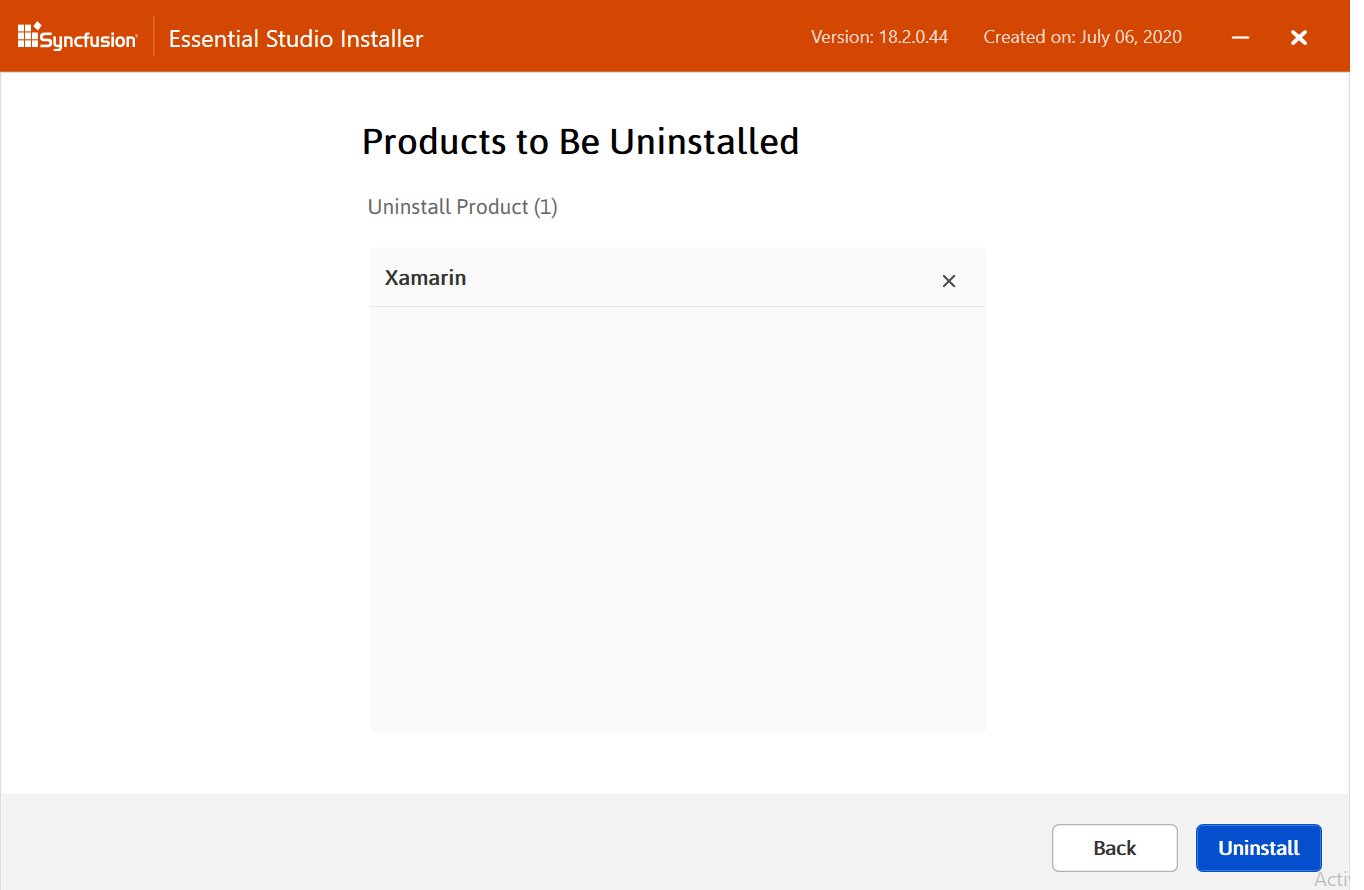 Syncfusion Essential Studio Installer Version: 18.2.0.44 Created on: July 06, 2020
Products to Be Uninstalled
Uninstall Product (1)
Xamarin
Back Uninstall